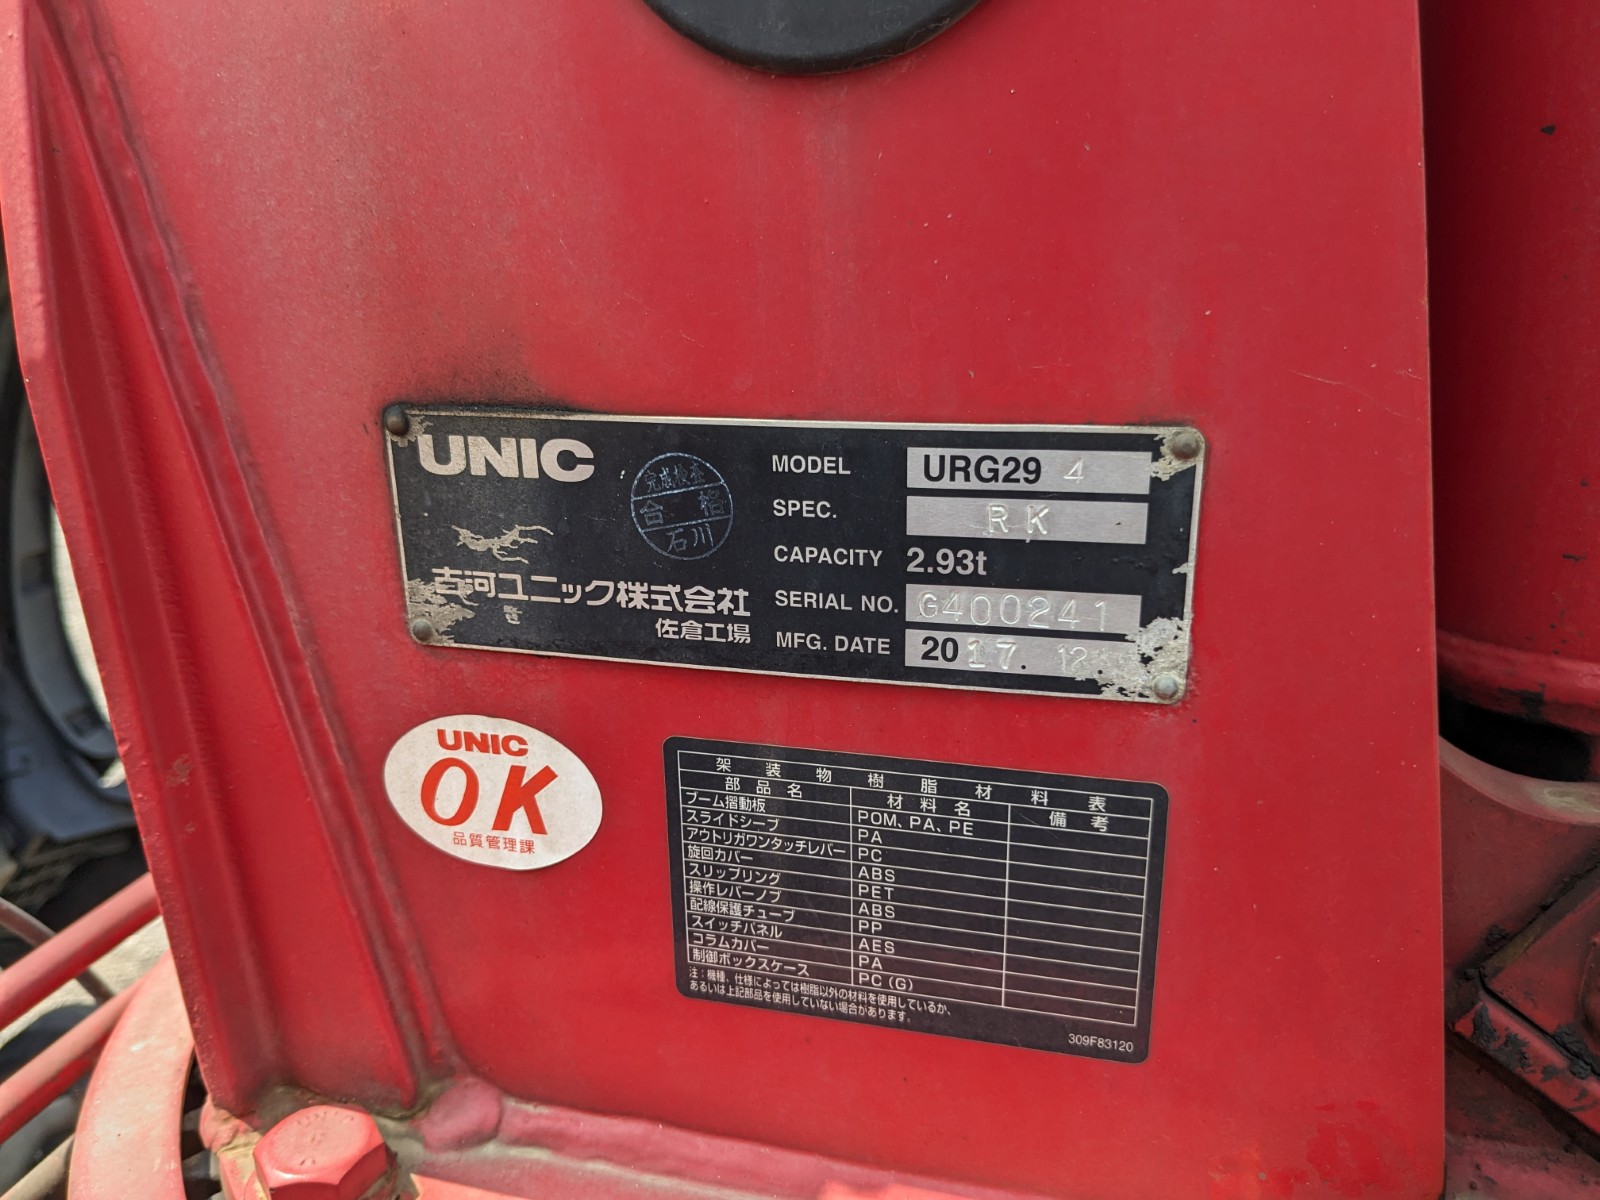 UNIC
完成検査
合格
石川
古河ユニック株式会社
佐倉工場
MODEL URG29 4
SPEC. RK
CAPACITY 2.93t
SERIAL NO. G400241
MFG. DATE 2017. 12
UNIC
OK
品質管理課
架装物樹脂材料表
部品名 材料名 備考
ブーム摺動板 POM、PA、PE
スライドシーブ PA
アウトリガワンタッチレバー PC
旋回カバー ABS
スリップリング PET
操作レバーノブ ABS
配線保護チューブ PP
スイッチパネル AES
コラムカバー PA
制御ボックスケース PC(G)
注：機種、仕様によっては樹脂以外の材料を使用しているか、
あるいは上記部品を使用していない場合があります。
309F83120